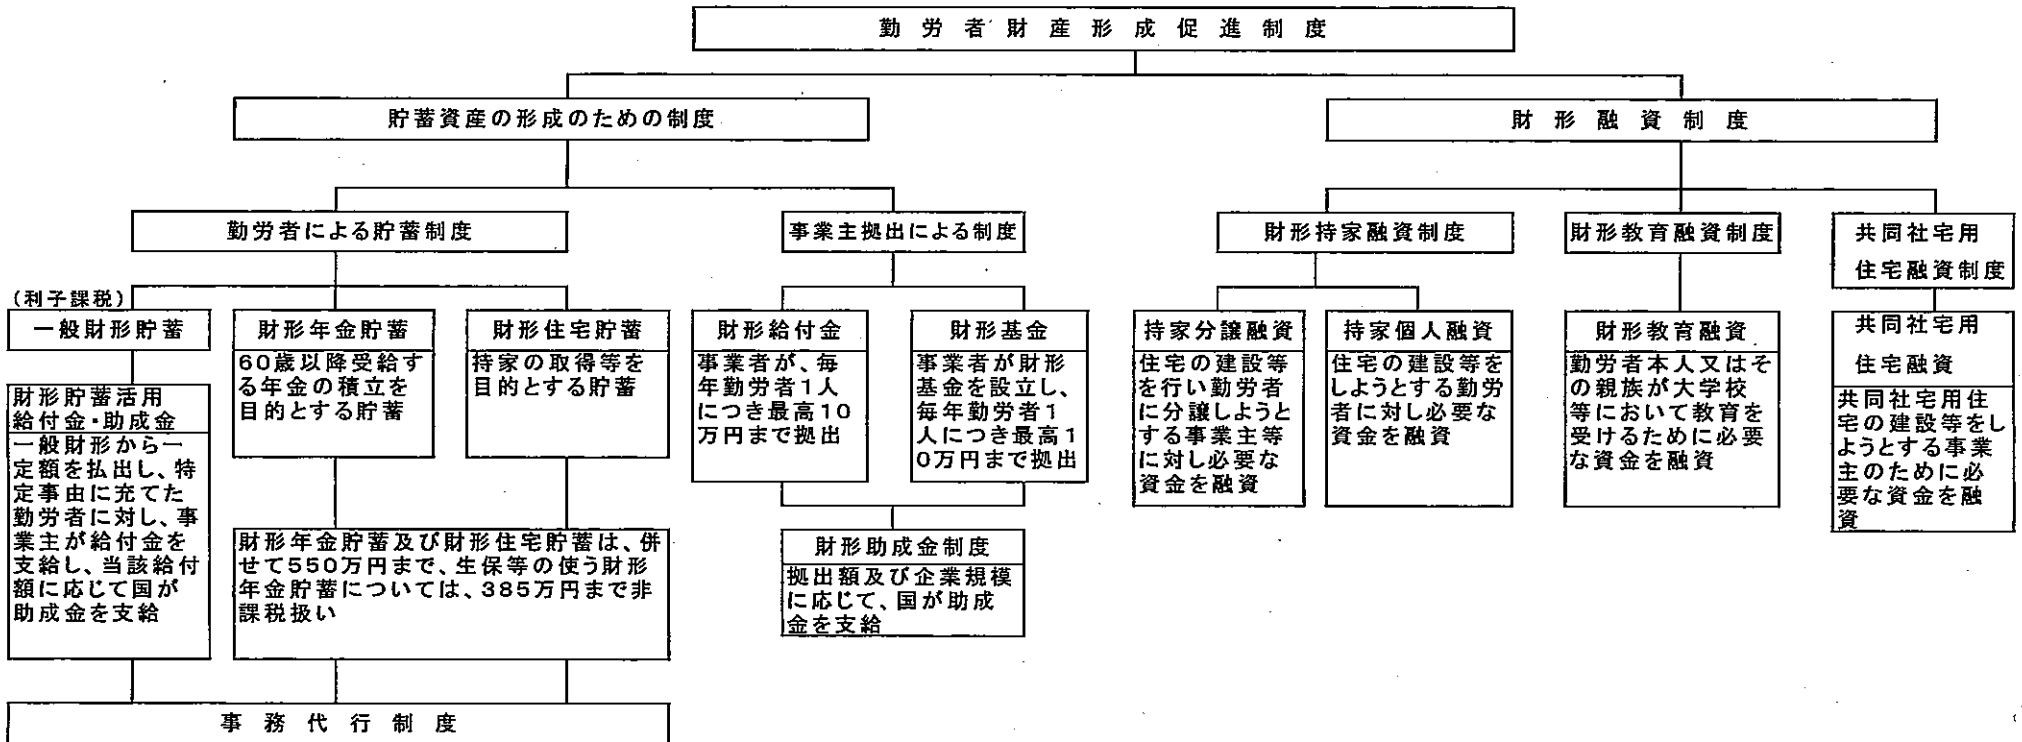 勤労者財産形成促進制度
貯蓄資産の形成のための制度
財形融資制度
勤労者による貯蓄制度
事業主拠出による制度
財形持家融資制度
財形教育融資制度
共同社宅用
住宅融資制度
(利子課税)
一般財形貯蓄
財形貯蓄活用
給付金・助成金
一般財形から一
定額を払出し、特
定事由に充てた
勤労者に対し、事
業主が給付金を
支給し、当該給付
額に応じて国が
助成金を支給
財形年金貯蓄
60歳以降受給す
る年金の積立を
目的とする貯蓄
財形住宅貯蓄
持家の取得等を
目的とする貯蓄
財形年金貯蓄及び財形住宅貯蓄は、併
せて550万円まで、生保等の使う財形
年金貯蓄については、385万円まで非
課税扱い
事務代行制度
財形給付金
事業者が、毎
年勤労者1人
につき最高10
万円まで拠出
財形基金
事業者が財形
基金を設立し、
毎年勤労者1
人につき最高1
0万円まで拠出
財形助成金制度
拠出額及び企業規模
に応じて、国が助成
金を支給
持家分譲融資
住宅の建設等
を行い勤労者
に分譲しようと
する事業主等
に対し必要な
資金を融資
持家個人融資
住宅の建設等を
しようとする勤労
者に対し必要な
資金を融資
財形教育融資
勤労者本人又はそ
の親族が大学校
等において教育を
受けるために必要
な資金を融資
共同社宅用
住宅融資
共同社宅用住
宅の建設等をし
ようとする事業
主のために必
要な資金を融
資